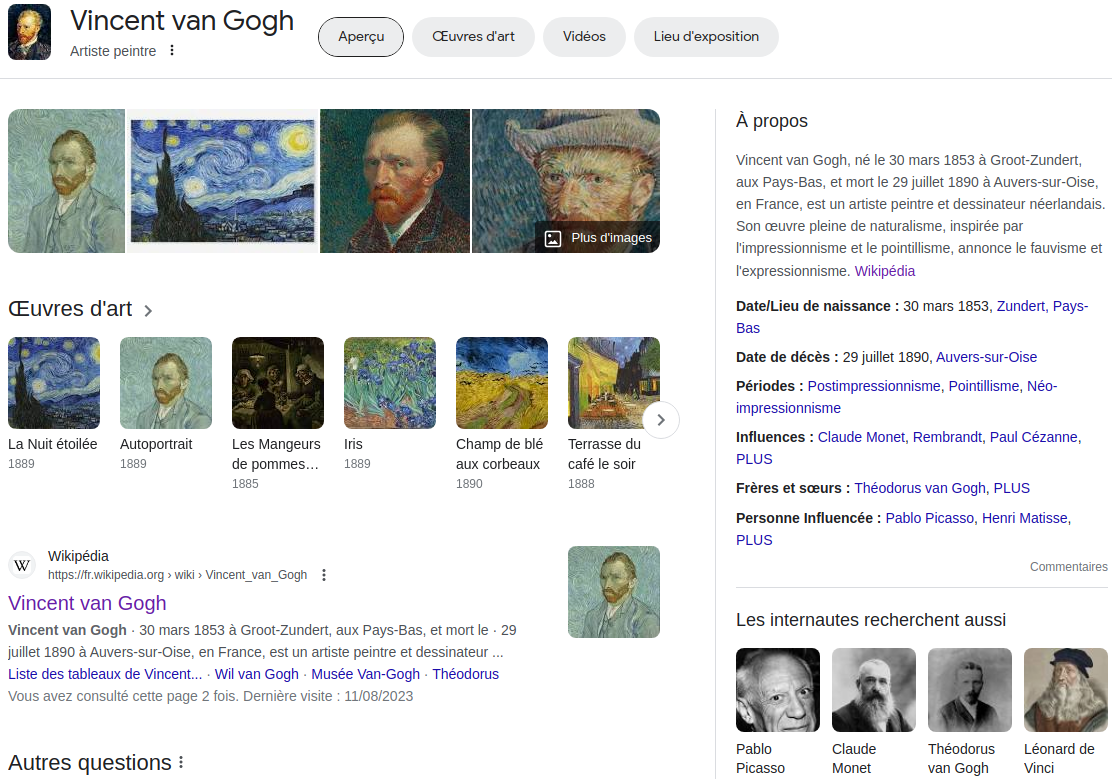 Vincent van Gogh
Artiste peintre
Aperçu
Œuvres d'art
Vidéos
Lieu d'exposition
Plus d'images
Œuvres d'art
La Nuit étoilée
1889
Autoportrait
1889
Les Mangeurs
de pommes…
1885
Iris
1889
Champ de blé
aux corbeaux
1890
Terrasse du
café le soir
1888
W
Wikipédia
https://fr.wikipedia.org › wiki › Vincent_van_Gogh
Vincent van Gogh
Vincent van Gogh · 30 mars 1853 à Groot-Zundert, aux Pays-Bas, et mort le · 29
juillet 1890 à Auvers-sur-Oise, en France, est un artiste peintre et dessinateur ...
Liste des tableaux de Vincent... · Wil van Gogh · Musée Van-Gogh · Théodorus
Vous avez consulté cette page 2 fois. Dernière visite : 11/08/2023
Autres questions
À propos
Vincent van Gogh, né le 30 mars 1853 à Groot-Zundert,
aux Pays-Bas, et mort le 29 juillet 1890 à Auvers-sur-Oise,
en France, est un artiste peintre et dessinateur néerlandais.
Son œuvre pleine de naturalisme, inspirée par
l'impressionnisme et le pointillisme, annonce le fauvisme et
l'expressionnisme. Wikipédia
Date/Lieu de naissance : 30 mars 1853, Zundert, Pays-
Bas
Date de décès : 29 juillet 1890, Auvers-sur-Oise
Périodes : Postimpressionnisme, Pointillisme, Néo-
impressionnisme
Influences : Claude Monet, Rembrandt, Paul Cézanne,
PLUS
Frères et sœurs : Théodorus van Gogh, PLUS
Personne Influencée : Pablo Picasso, Henri Matisse,
PLUS
Commentaires
Les internautes recherchent aussi
Pablo
Picasso
Claude
Monet
Théodorus
van Gogh
Léonard de
Vinci